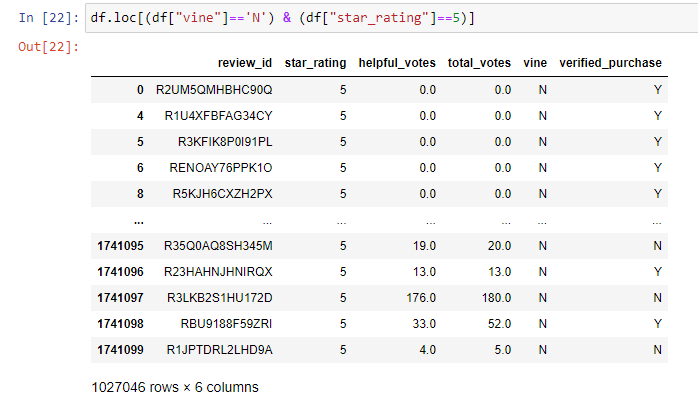 In [22]: df.loc[(df["vine"]=='N') & (df["star_rating"]==5)]
Out[22]:
review_id star_rating helpful_votes total_votes vine verified_purchase
0 R2UM5QMHBHC90Q 5 0.0 0.0 N Y
4 R1U4XFBFAG34CY 5 0.0 0.0 N Y
5 R3KFIK8P0I91PL 5 0.0 0.0 N Y
6 RENOAY76PPK1O 5 0.0 0.0 N Y
8 R5KJH6CXZH2PX 5 0.0 0.0 N Y
... ... ... ... ... ... ...
1741095 R35Q0AQ8SH345M 5 19.0 20.0 N N
1741096 R23HAHNJHNIRQX 5 13.0 13.0 N Y
1741097 R3LKB2S1HU172D 5 176.0 180.0 N N
1741098 RBU9188F59ZRI 5 33.0 52.0 N Y
1741099 R1JPTDRL2LHD9A 5 4.0 5.0 N N
1027046 rows × 6 columns